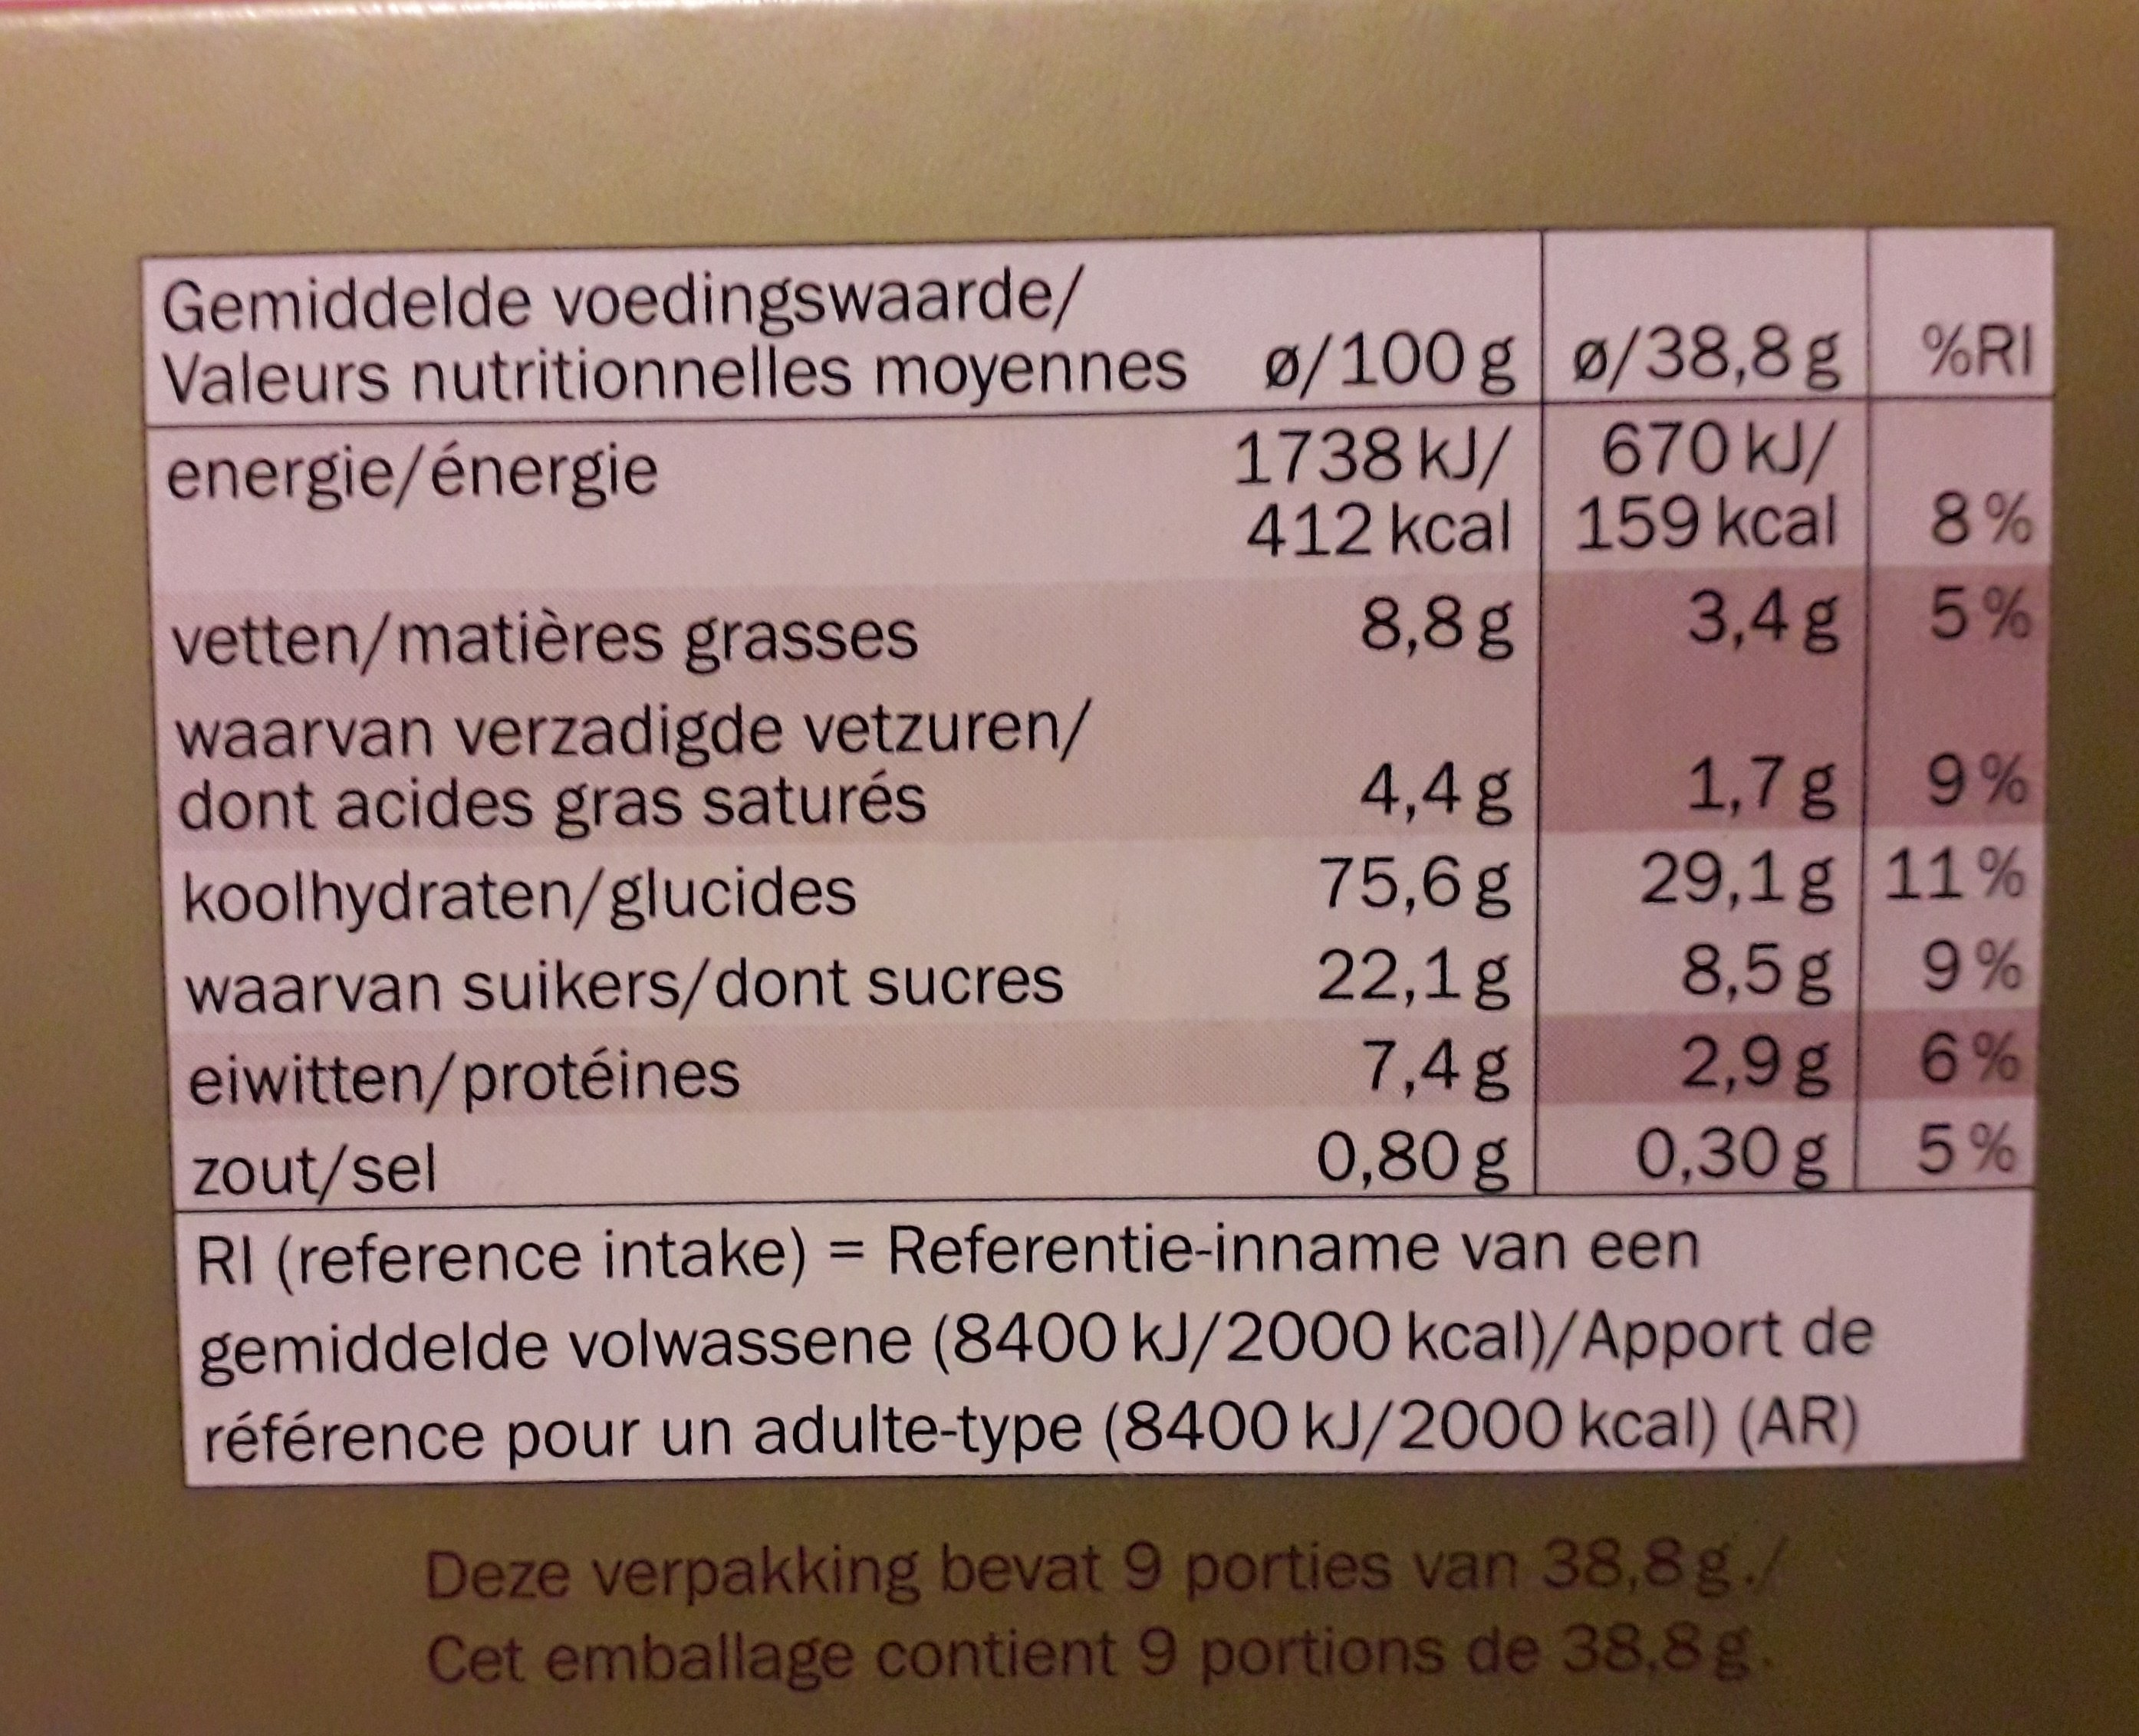 Gemiddelde voedingswaarde/
Valeurs nutritionnelles moyennes ø/100 g ø/38,8 g %RI
energie/énergie 1738 kJ/ 670 kJ/
412 kcal 159 kcal 8 %
vetten/matières grasses 8,8 g 3,4 g 5 %
waarvan verzadigde vetzuren/
dont acides gras saturés 4,4 g 1,7 g 9 %
koolhydraten/glucides 75,6 g 29,1 g 11 %
waarvan suikers/dont sucres 22,1 g 8,5 g 9 %
eiwitten/protéines 7,4 g 2,9 g 6 %
zout/sel 0,80 g 0,30 g 5 %
RI (reference intake) = Referentie-inname van een
gemiddelde volwassene (8400 kJ/2000 kcal)/Apport de
référence pour un adulte-type (8400 kJ/2000 kcal) (AR)
Deze verpakking bevat 9 porties van 38,8 g./
Cet emballage contient 9 portions de 38,8 g.